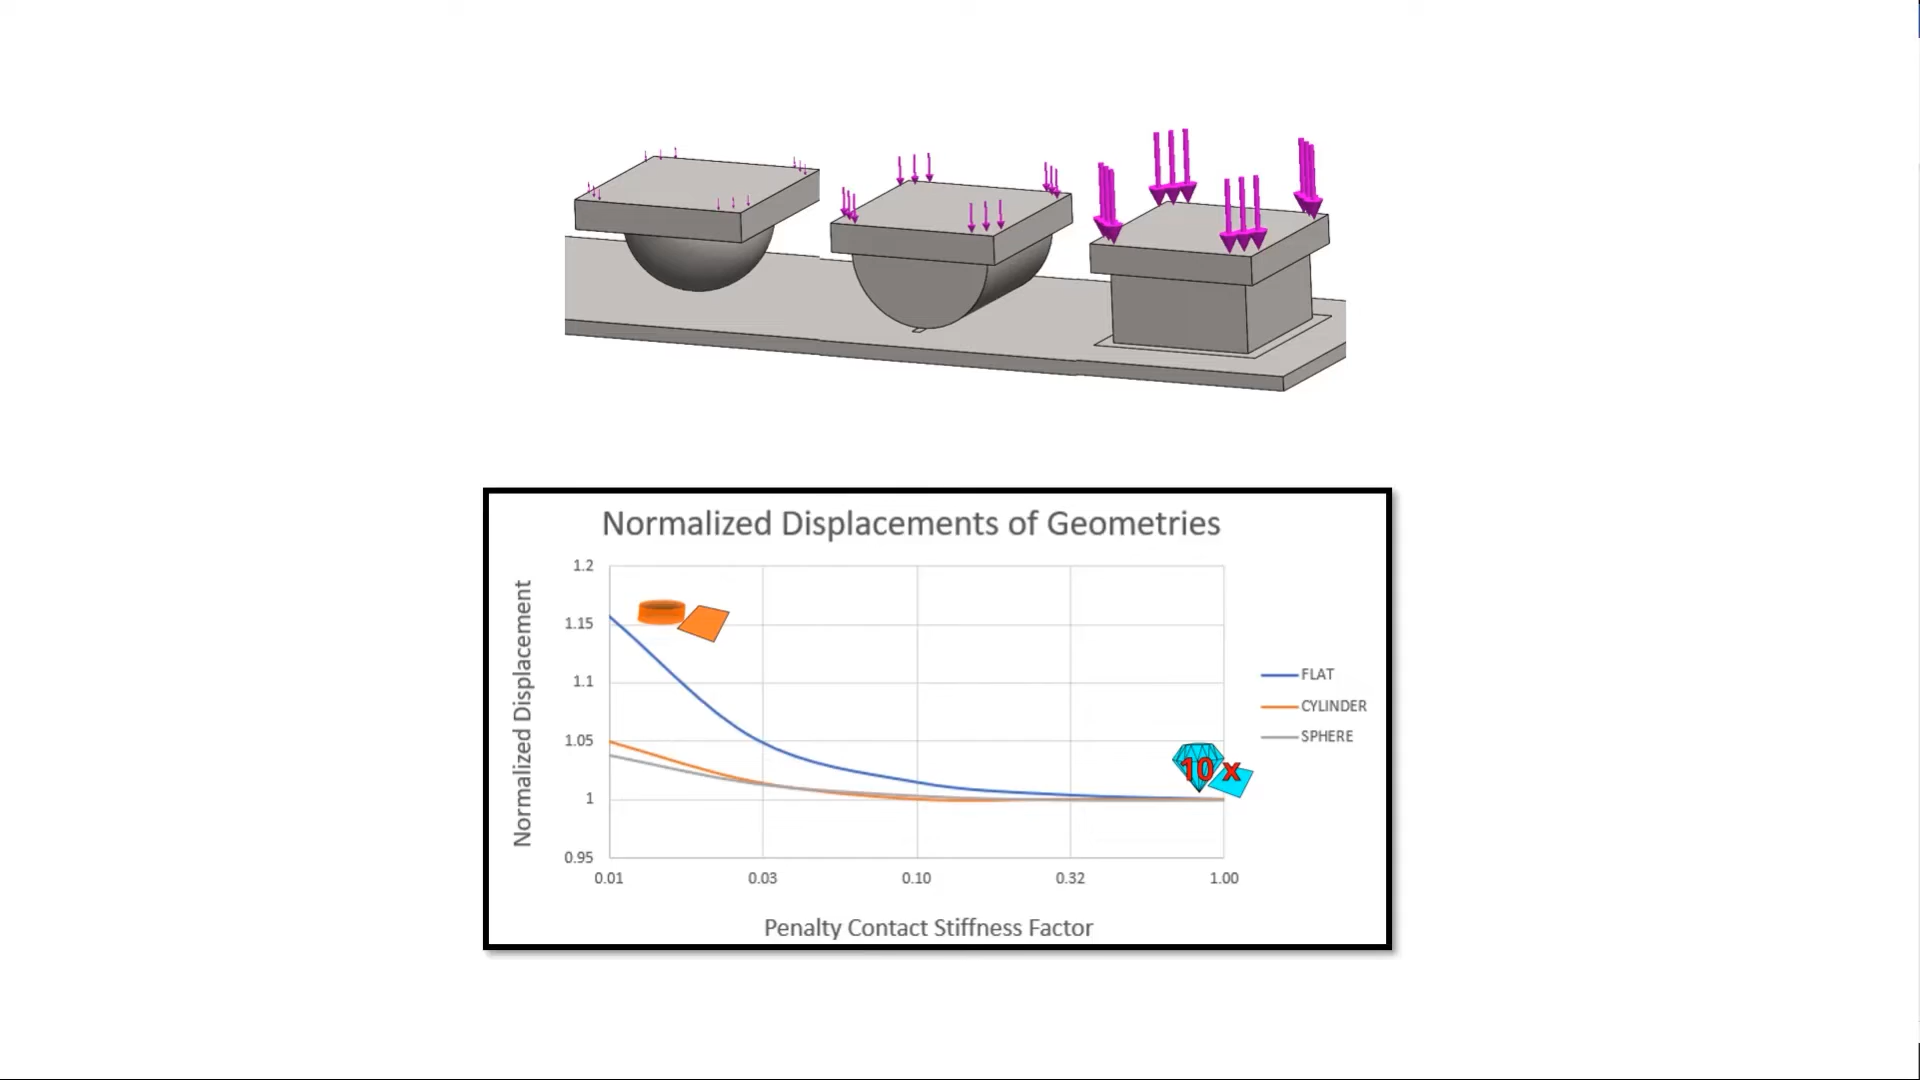 Normalized Displacements of Geometries
Normalized Displacement
1.2
1.15
1.1
1.05
1
0.95
0.01 0.03 0.10 0.32 1.00
Penalty Contact Stiffness Factor
FLAT
CYLINDER
SPHERE
10 x